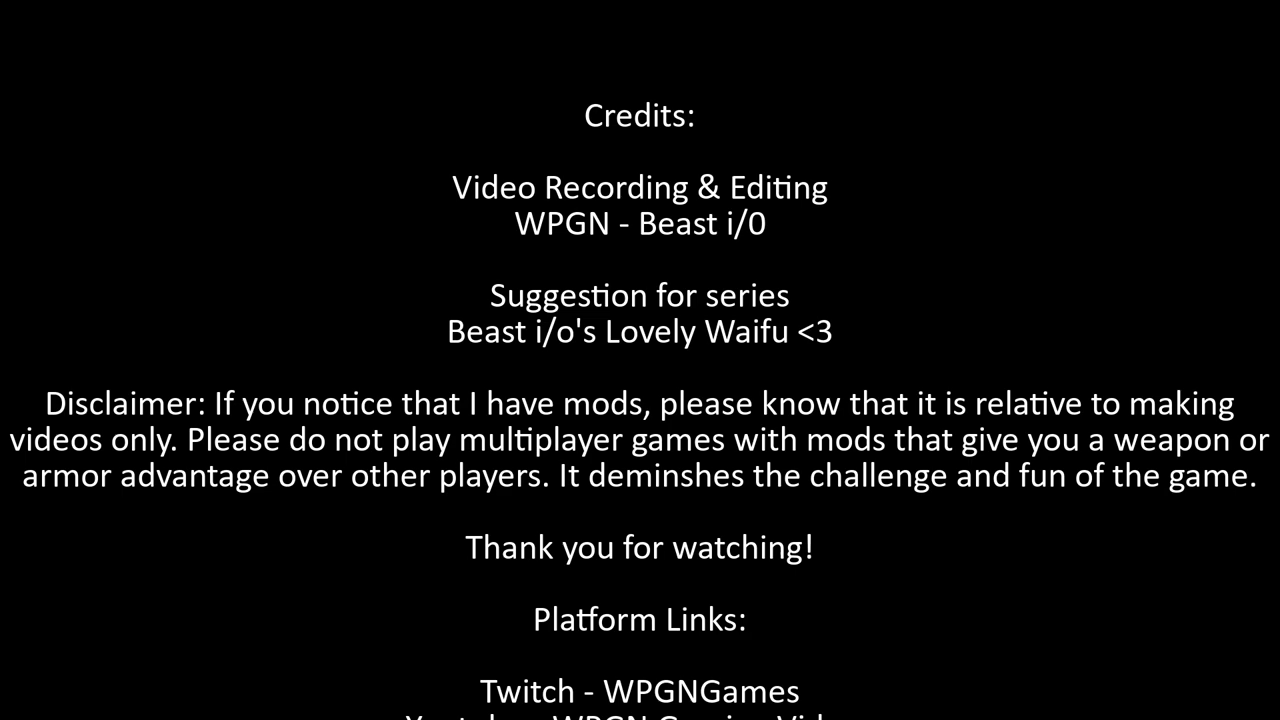 Credits:
Video Recording & Editing
WPGN - Beast i/0
Suggestion for series
Beast i/o's Lovely Waifu <3
Disclaimer: If you notice that I have mods, please know that it is relative to making
videos only. Please do not play multiplayer games with mods that give you a weapon or
armor advantage over other players. It deminshes the challenge and fun of the game.
Thank you for watching!
Platform Links:
Twitch - WPGNGames